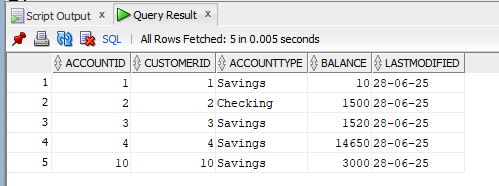 Script Output x Query Result x
SQL | All Rows Fetched: 5 in 0.005 seconds
ACCOUNTID CUSTOMERID ACCOUNTTYPE BALANCE LASTMODIFIED
1 1 1 Savings 10 28-06-25
2 2 2 Checking 1500 28-06-25
3 3 3 Savings 1520 28-06-25
4 4 4 Savings 14650 28-06-25
5 10 10 Savings 3000 28-06-25